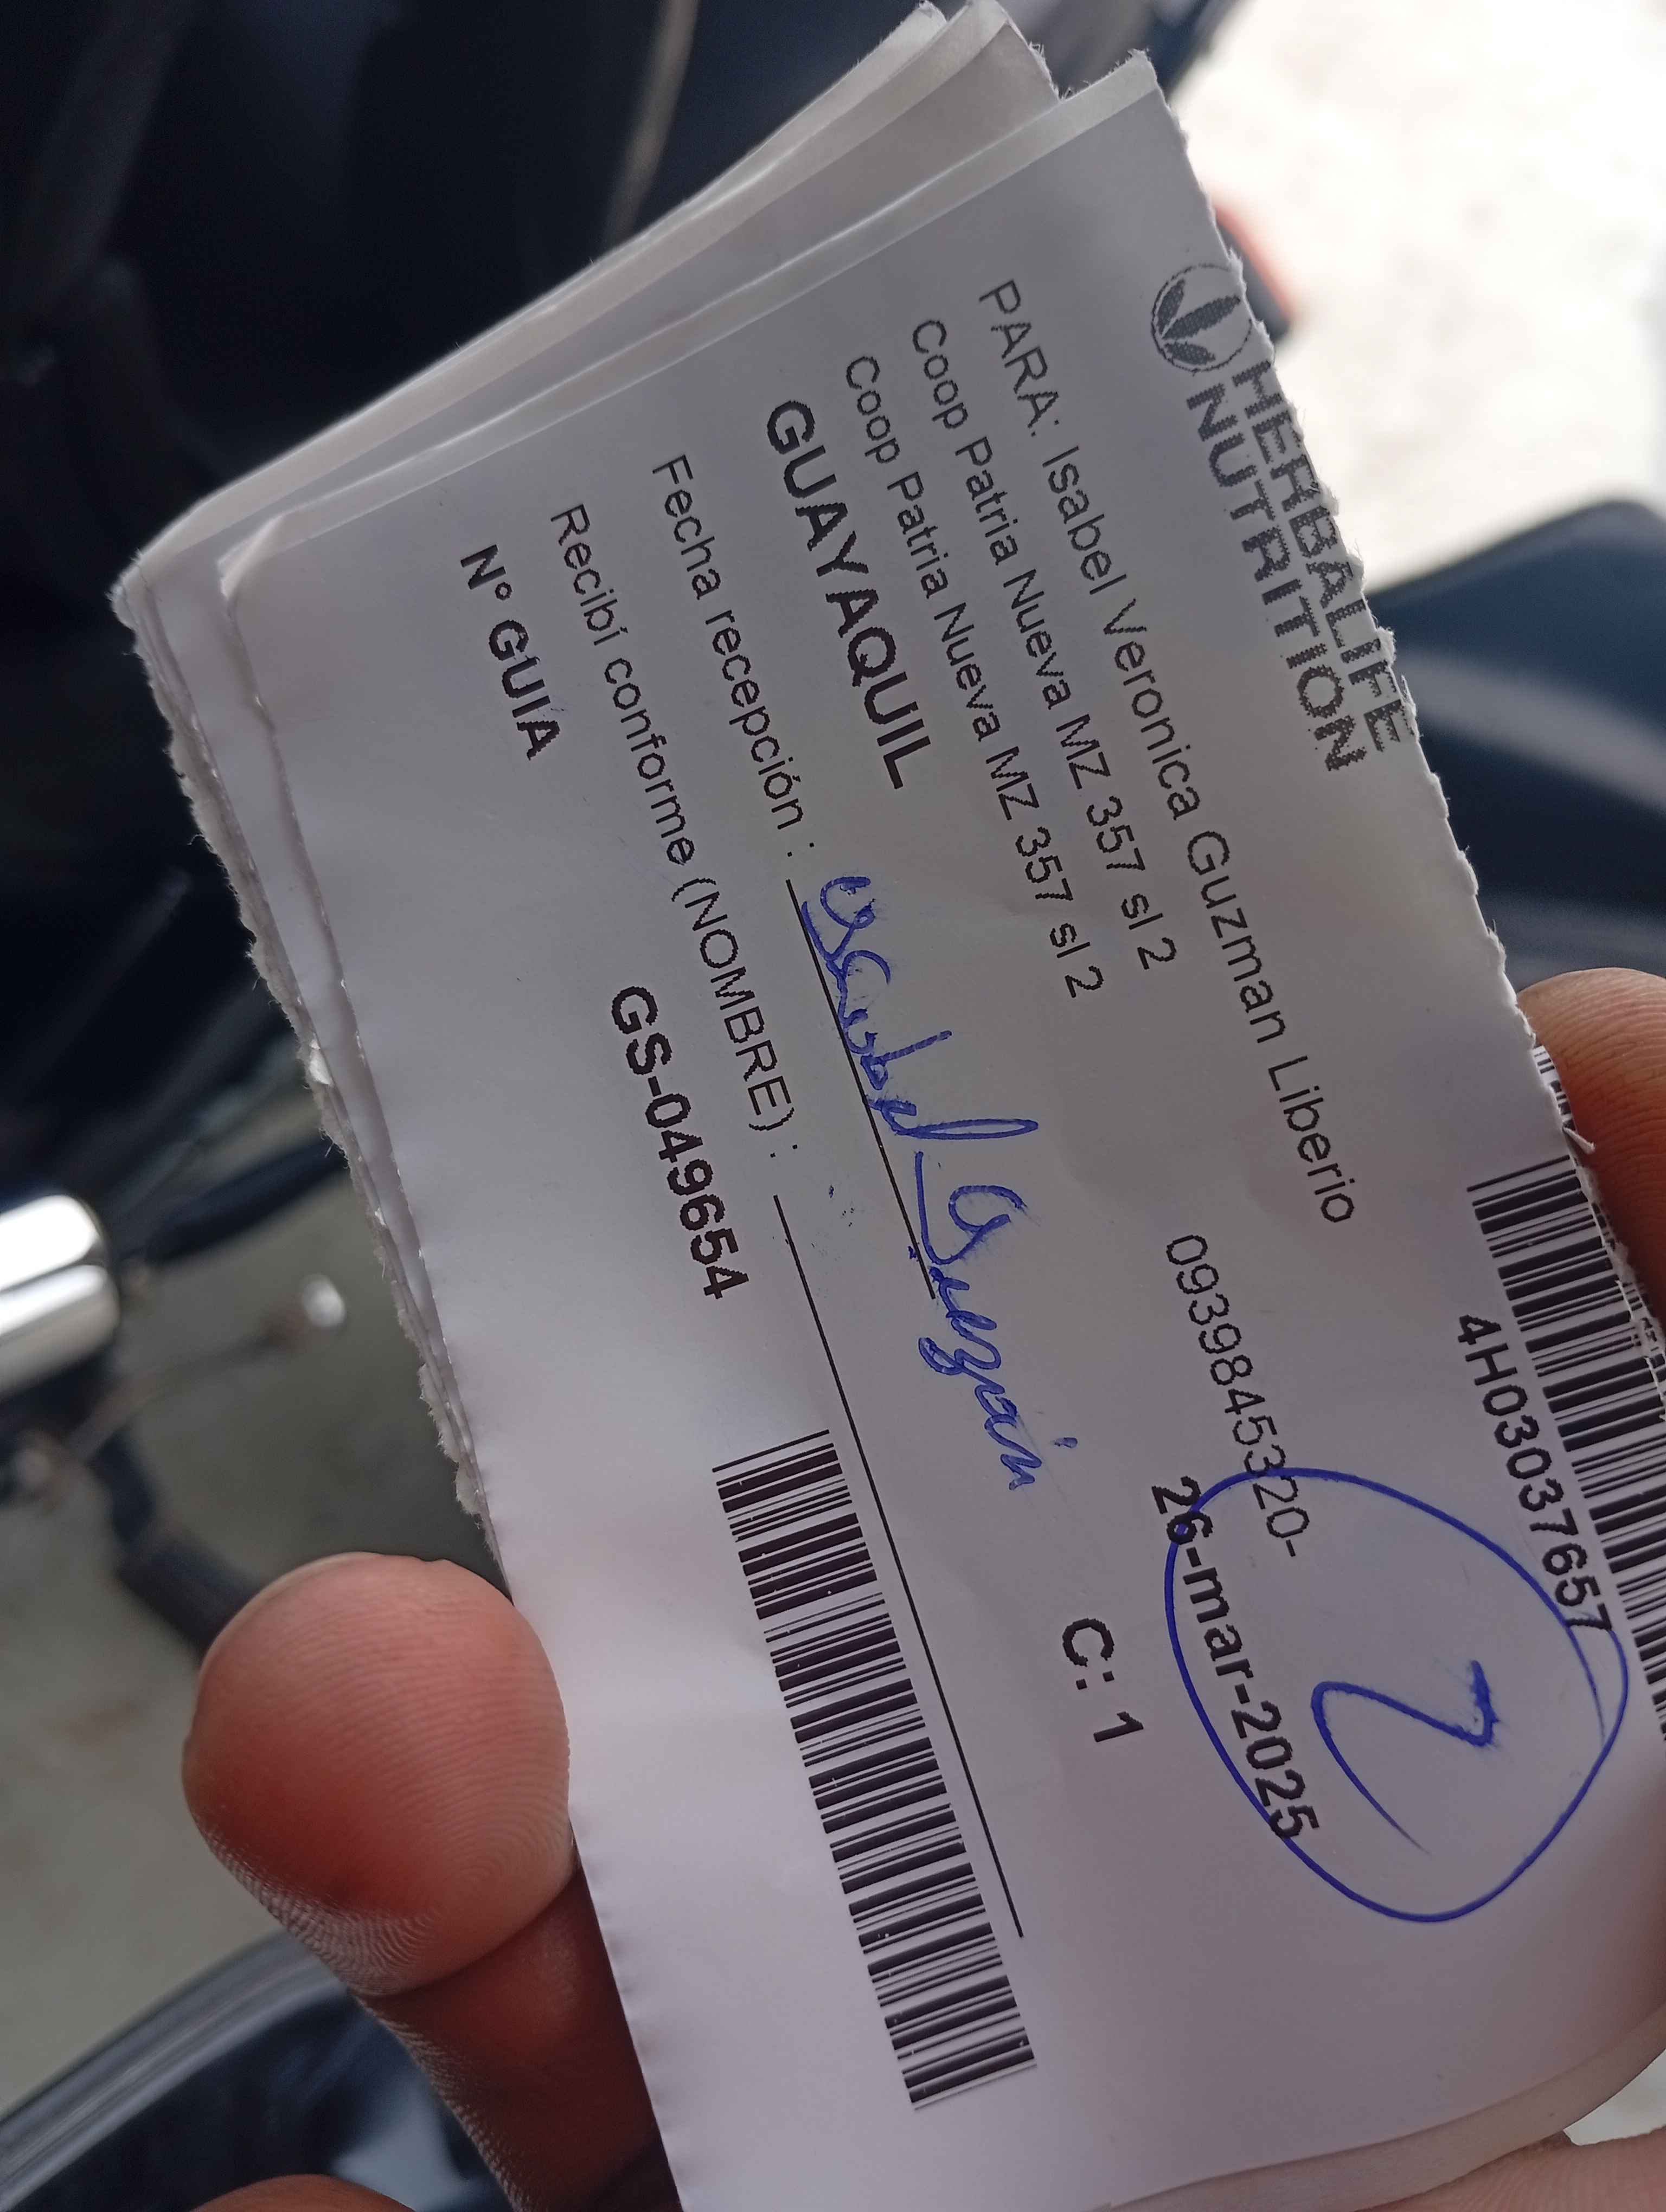 HERBALIFE
NUTRITION
4H03037657
PARA: Isabel Veronica Guzman Liberio
Coop Patria Nueva MZ 357 sl 2
0939845320-
2
Coop Patria Nueva MZ 357 sl 2
26-mar-2025
GUAYAQUIL
C: 1
Fecha recepción : Isabel Guzmán
Recibí conforme (NOMBRE) :
N° GUIA GS-049654